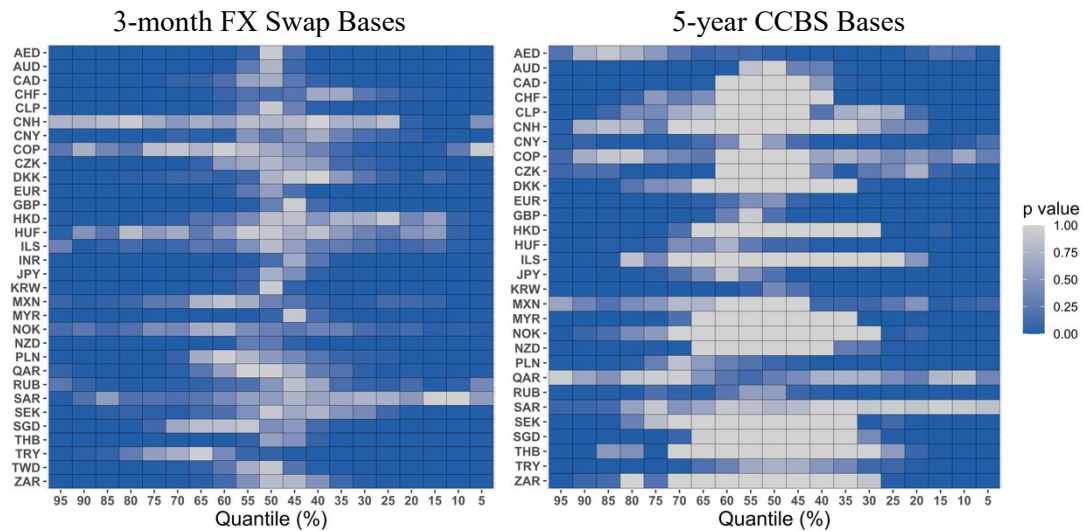 3-month FX Swap Bases
AED
AUD
CAD
CHF
CLP
CNH
CNY
COP
CZK
DKK
EUR
GBP
HKD
HUF
ILS
INR
JPY
KRW
MXN
MYR
NOK
NZD
PLN
QAR
RUB
SAR
SEK
SGD
THB
TRY
TWD
ZAR
95 90 85 80 75 70 65 60 55 50 45 40 35 30 25 20 15 10 5
Quantile (%)
5-year CCBS Bases
AED
AUD
CAD
CHF
CLP
CNH
CNY
COP
CZK
DKK
EUR
GBP
HKD
HUF
ILS
JPY
KRW
MXN
MYR
NOK
NZD
PLN
QAR
RUB
SAR
SEK
SGD
THB
TRY
ZAR
95 90 85 80 75 70 65 60 55 50 45 40 35 30 25 20 15 10 5
Quantile (%)
p value
1.00
0.75
0.50
0.25
0.00